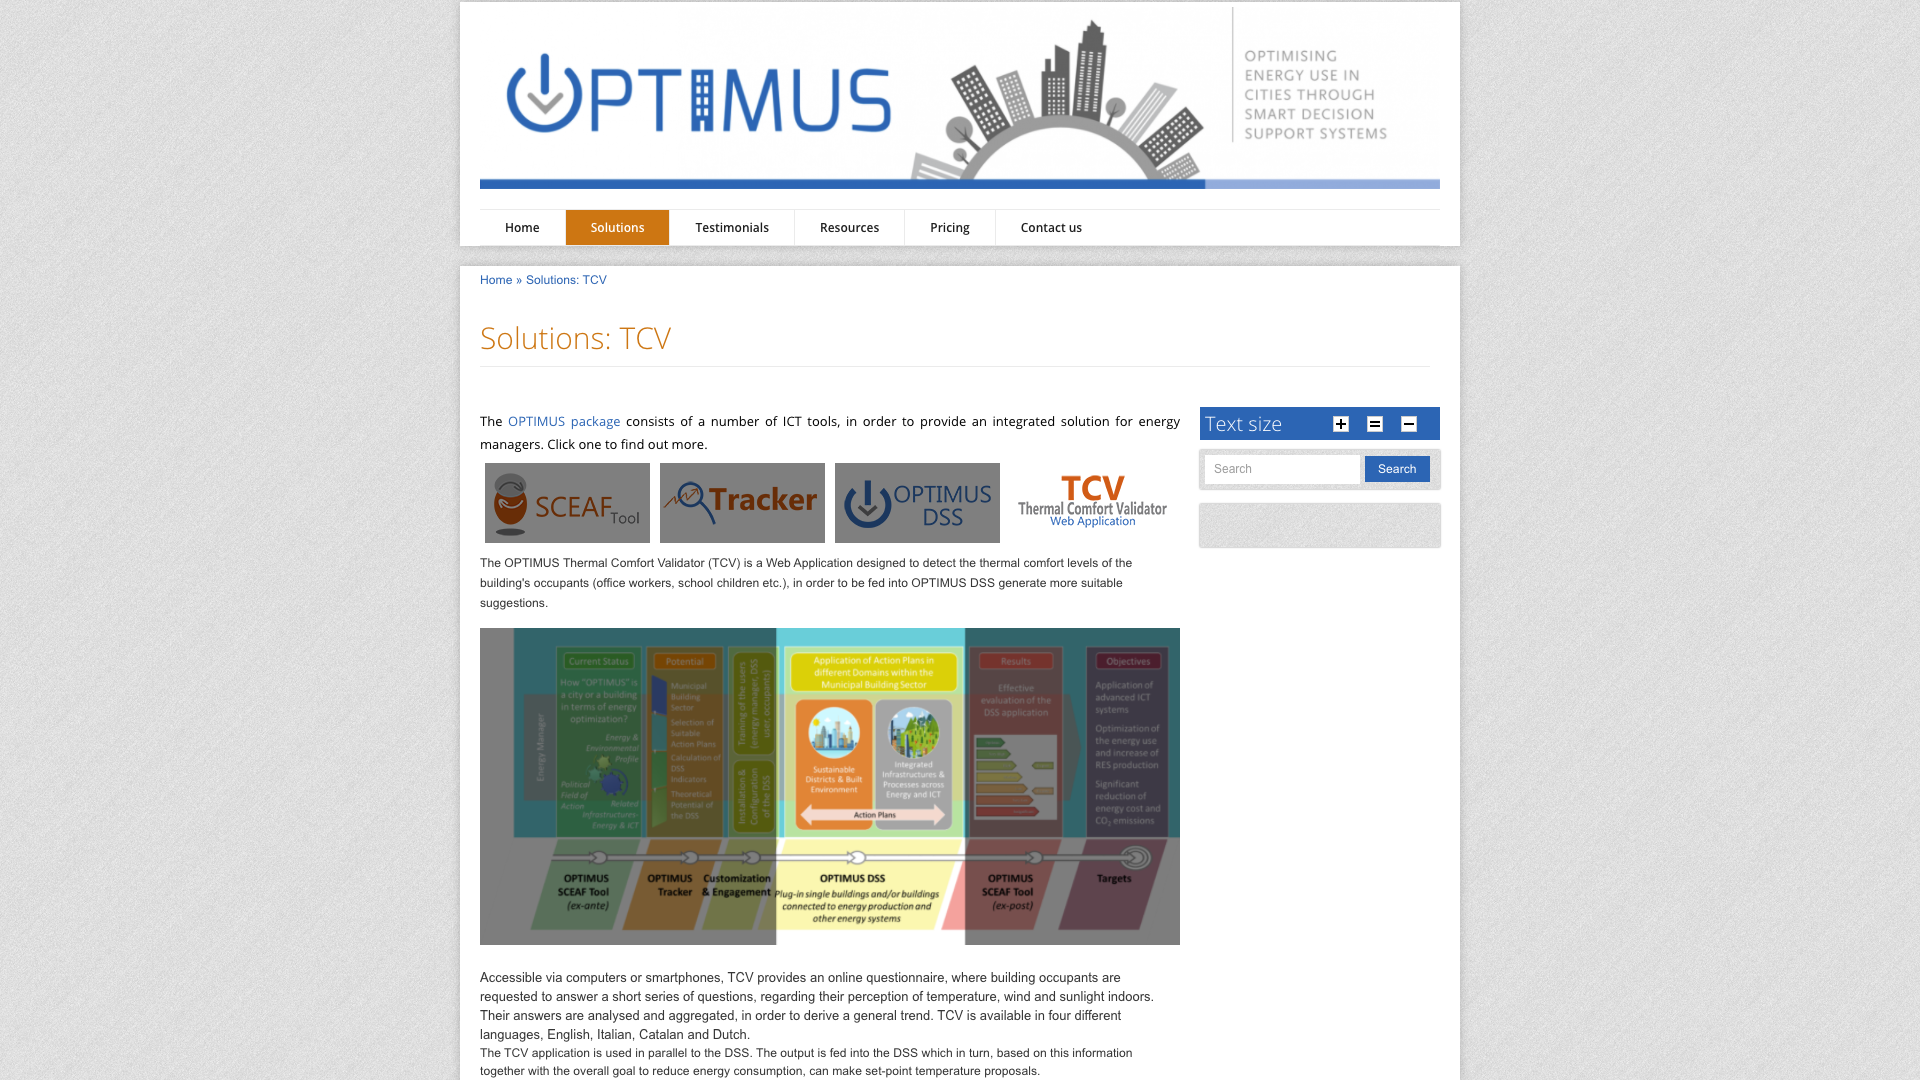 OPTIMUS
OPTIMISING
ENERGY USE IN
CITIES THROUGH
SMART DECISION
SUPPORT SYSTEMS
Home
Solutions
Testimonials
Resources
Pricing
Contact us
Home » Solutions: TCV
Solutions: TCV
The OPTIMUS package consists of a number of ICT tools, in order to provide an integrated solution for energy
managers. Click one to find out more.
Text size
Search
Search
SCEAF Tool
Tracker
OPTIMUS
DSS
TCV
Thermal Comfort Validator
Web Application
The OPTIMUS Thermal Comfort Validator (TCV) is a Web Application designed to detect the thermal comfort levels of the
building's occupants (office workers, school children etc.), in order to be fed into OPTIMUS DSS generate more suitable
suggestions.
Energy Manager
Current Status
How "OPTIMUS" is
a city or a building
in terms of energy
optimization?
Energy &
Environmental
Profile
Political
Field of
Action
Related
Infrastructures-
Energy & ICT
Potential
Municipal
Building
Sector
Selection of
Suitable
Action Plans
Calculation of
DSS
Indicators
Theoretical
Potential of
the DSS
Training of the users
(energy manager, DSS
user, occupants)
Installation &
Configuration
of the DSS
Application of Action Plans in
different Domains within the
Municipal Building Sector
Sustainable
Districts & Built
Environment
Integrated
Infrastructures &
Processes across
Energy and ICT
Action Plans
Results
Effective
evaluation of the
DSS application
Objectives
Application of
advanced ICT
systems
Optimization of
the energy use
and increase of
RES production
Significant
reduction of
energy cost and
CO2 emissions
OPTIMUS
SCEAF Tool
(ex-ante)
OPTIMUS
Tracker
Customization
& Engagement
OPTIMUS DSS
Plug-in single buildings and/or buildings
connected to energy production and
other energy systems
OPTIMUS
SCEAF Tool
(ex-post)
Targets
Accessible via computers or smartphones, TCV provides an online questionnaire, where building occupants are
requested to answer a short series of questions, regarding their perception of temperature, wind and sunlight indoors.
Their answers are analysed and aggregated, in order to derive a general trend. TCV is available in four different
languages, English, Italian, Catalan and Dutch.
The TCV application is used in parallel to the DSS. The output is fed into the DSS which in turn, based on this information
together with the overall goal to reduce energy consumption, can make set-point temperature proposals.